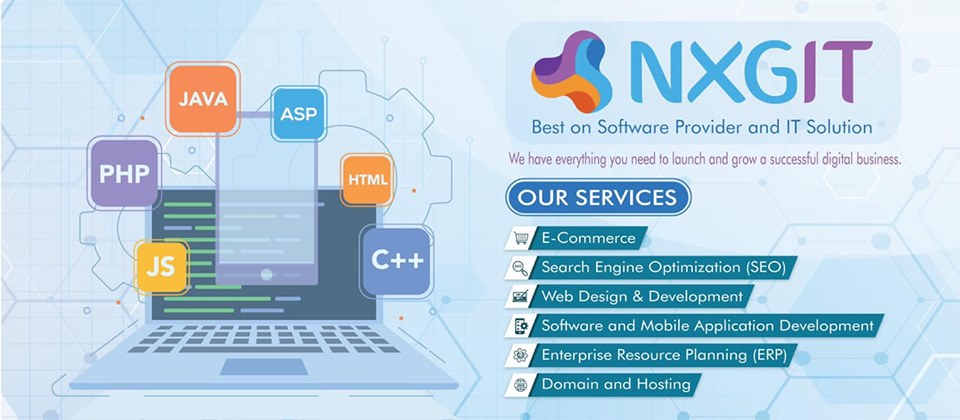 JAVA
ASP
PHP
HTML
JS
C++
NXGIT
Best on Software Provider and IT Solution
We have everything you need to launch and grow a successful digital business.
OUR SERVICES
E-Commerce
Search Engine Optimization (SEO)
Web Design & Development
Software and Mobile Application Development
Enterprise Resource Planning (ERP)
Domain and Hosting